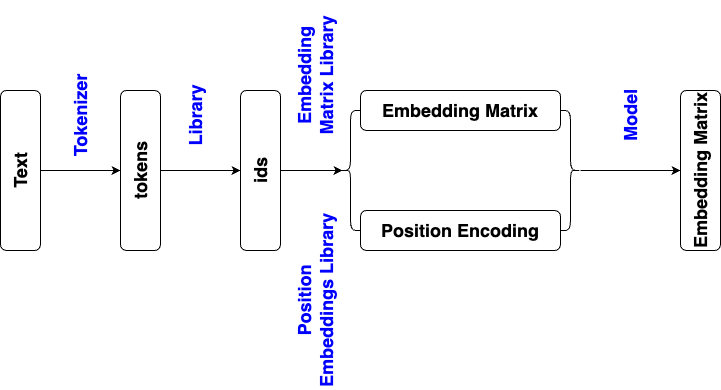 Text
Tokenizer
tokens
Library
ids
Embedding
Matrix Library
Position
Embeddings Library
Embedding Matrix
Position Encoding
Model
Embedding Matrix